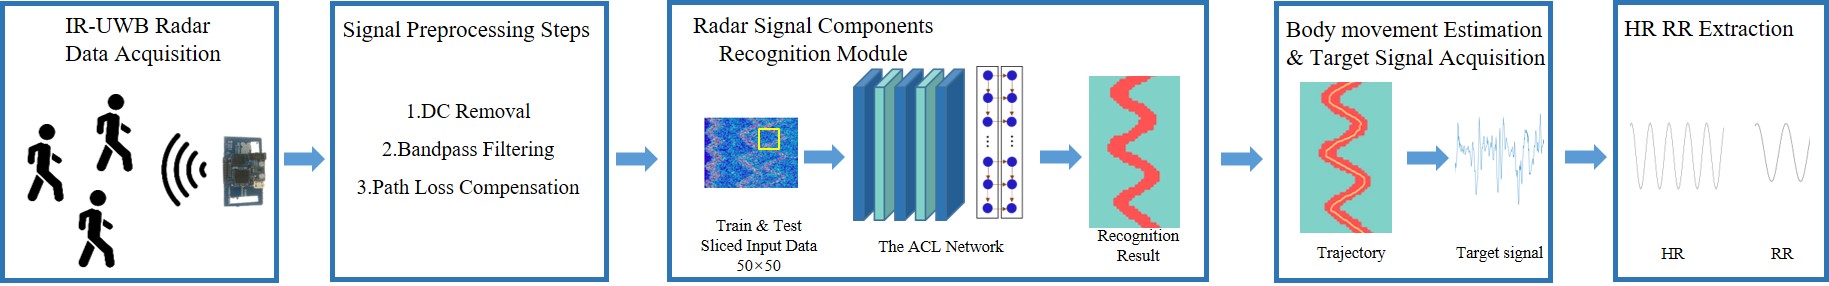 IR-UWB Radar
Data Acquisition
Signal Preprocessing Steps
1.DC Removal
2.Bandpass Filtering
3.Path Loss Compensation
Radar Signal Components
Recognition Module
Train & Test
Sliced Input Data
50×50
The ACL Network
Recognition
Result
Body movement Estimation
& Target Signal Acquisition
Trajectory
Target signal
HR RR Extraction
HR
RR